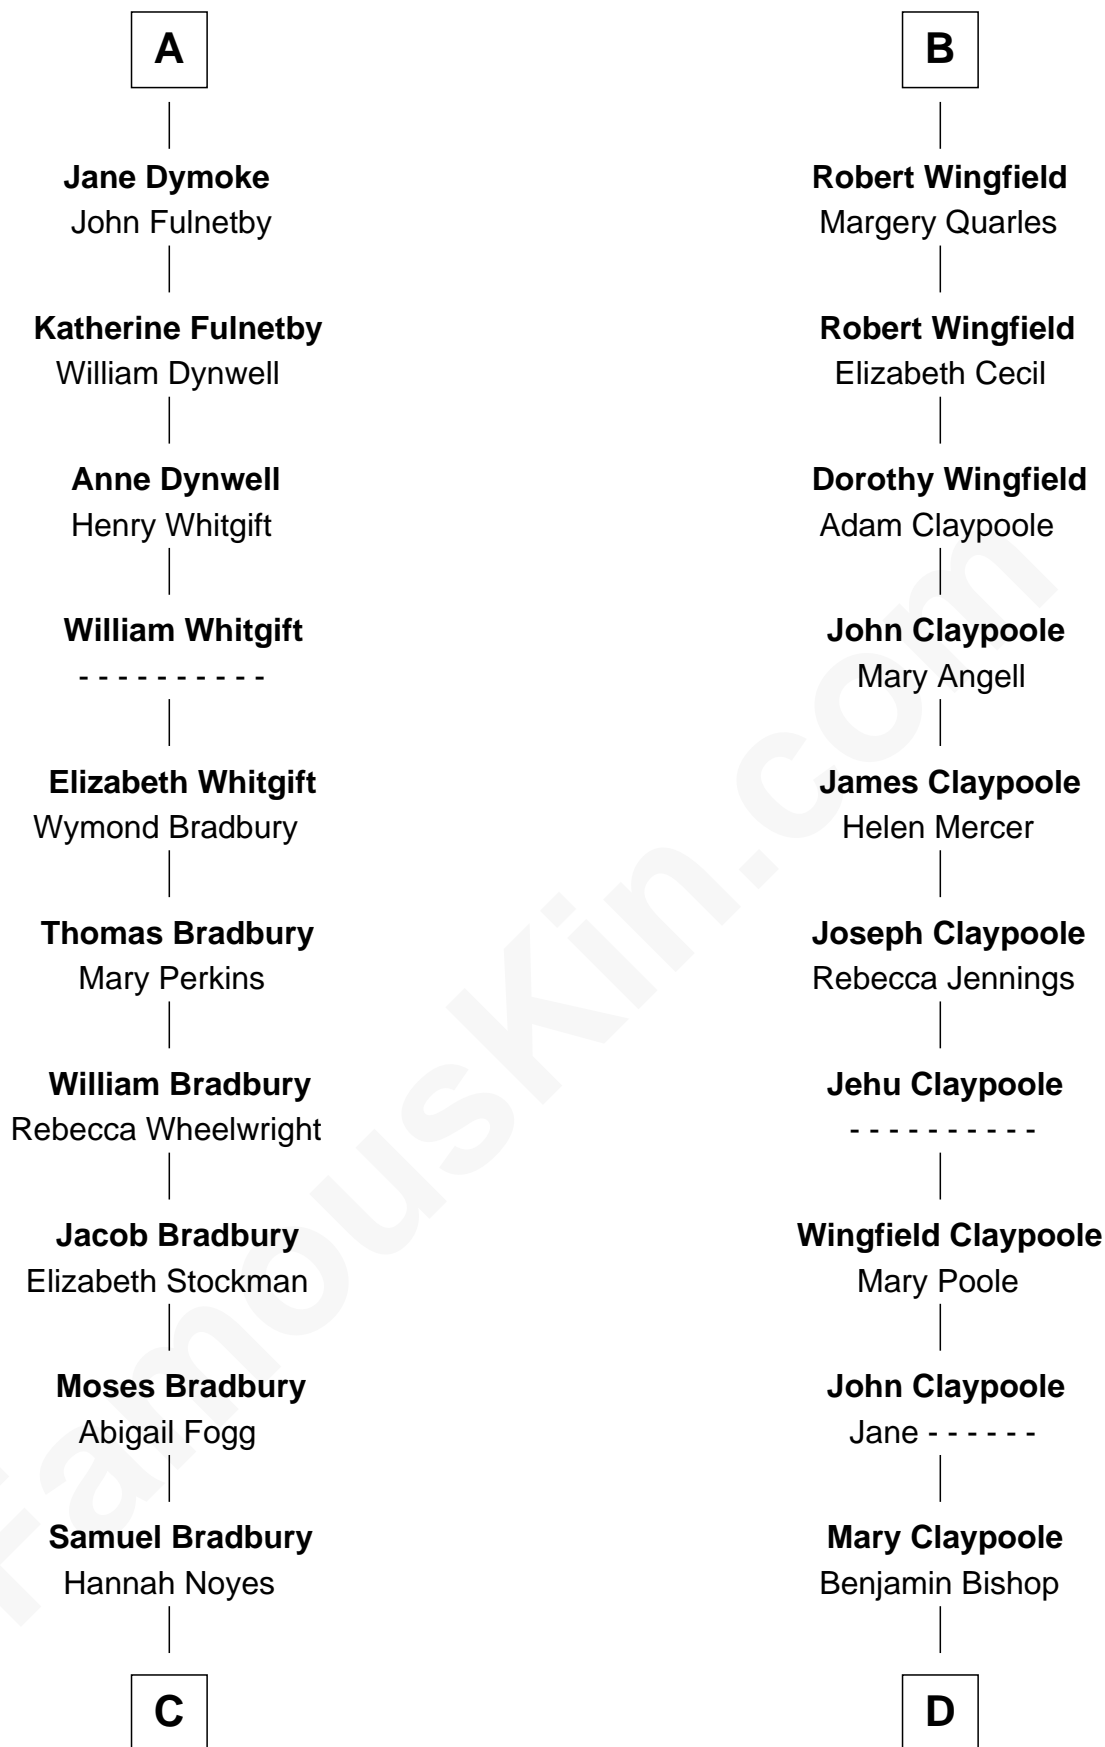 A
Jane Dymoke
John Fulnetby
Katherine Fulnetby
William Dynwell
Anne Dynwell
Henry Whitgift
William Whitgift
- - - - - - - - - -
Elizabeth Whitgift
Wymond Bradbury
Thomas Bradbury
Mary Perkins
William Bradbury
Rebecca Wheelwright
Jacob Bradbury
Elizabeth Stockman
Moses Bradbury
Abigail Fogg
Samuel Bradbury
Hannah Noyes
C
B
Robert Wingfield
Margery Quarles
Robert Wingfield
Elizabeth Cecil
Dorothy Wingfield
Adam Claypoole
John Claypoole
Mary Angell
James Claypoole
Helen Mercer
Joseph Claypoole
Rebecca Jennings
Jehu Claypoole
- - - - - - - - - -
Wingfield Claypoole
Mary Poole
John Claypoole
Jane - - - - - -
Mary Claypoole
Benjamin Bishop
D
FamousKin.com